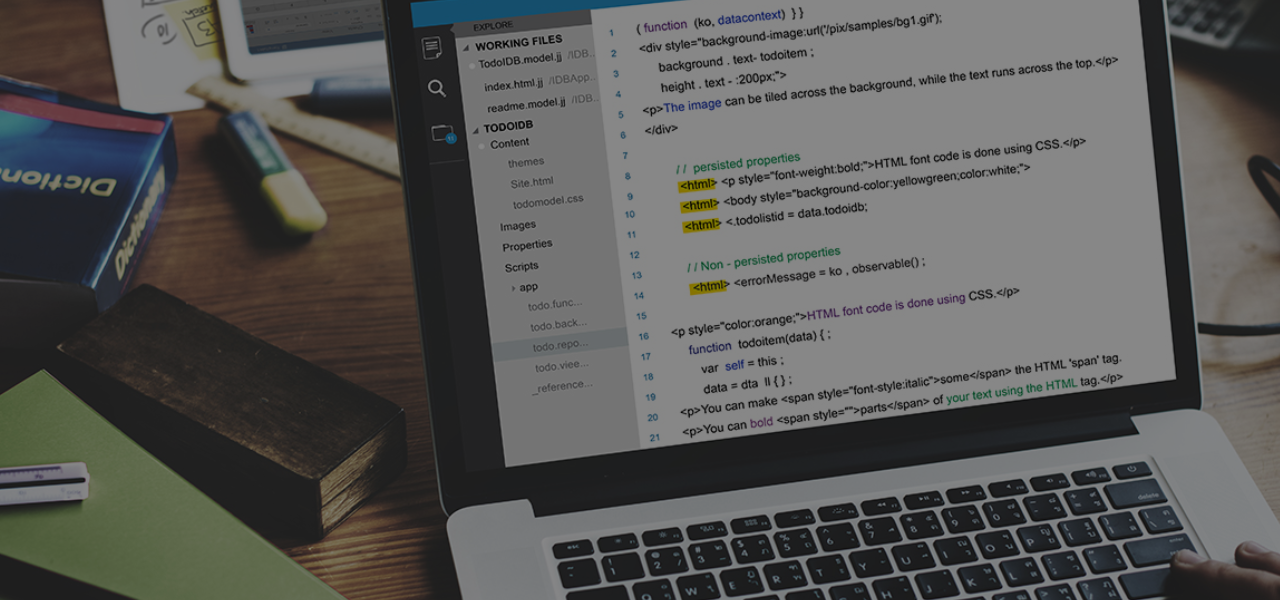 EXPLORE
WORKING FILES
TodoIDB.model.jj /IDB..
index.html.jj /IDBApp..
readme.model.jj /IDB..
TODOIDB
Content
themes
Site.html
todomodel.css
Images
Properties
Scripts
› app
todo.func...
todo.back...
todo.repo...
todo.viee...
_reference...
1 ( function (ko, datacontext) } }
2 <div style="background-image:url('/pix/samples/bg1.gif');
3 background . text- todoitem ;
4 height . text - :200px;">
5 <p>The image can be tiled across the background, while the text runs across the top.</p>
6 </div>
7
8 // persisted properties
9 <html> <p style="font-weight:bold;">HTML font code is done using CSS.</p>
10 <html> <body style="background-color:yellowgreen;color:white;">
11 <html> <.todolistid = data.todoidb;
12
13 // Non - persisted properties
14 <html> <errorMessage = ko , observable() ;
15
16 <p style="color:orange;">HTML font code is done using CSS.</p>
17 function todoitem(data) { ;
18 var self = this ;
19 data = dta || { } ;
20 <p>You can make <span style="font-style:italic">some</span> the HTML 'span' tag.
21 <p>You can bold <span style="">parts</span> of your text using the HTML tag.</p>
Dictionary
delete